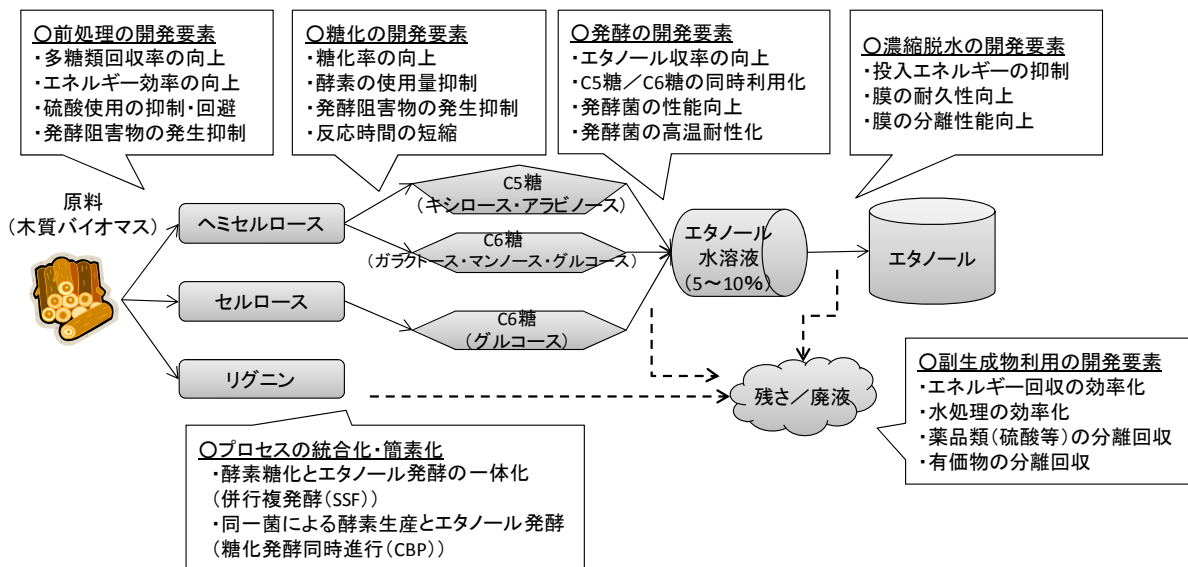 ○前処理の開発要素
・多糖類回収率の向上
・エネルギー効率の向上
・硫酸使用の抑制・回避
・発酵阻害物の発生抑制
○糖化の開発要素
・糖化率の向上
・酵素の使用量抑制
・発酵阻害物の発生抑制
・反応時間の短縮
○発酵の開発要素
・エタノール収率の向上
・C5糖／C6糖の同時利用化
・発酵菌の性能向上
・発酵菌の高温耐性化
○濃縮脱水の開発要素
・投入エネルギーの抑制
・膜の耐久性向上
・膜の分離性能向上
原料
（木質バイオマス）
ヘミセルロース
セルロース
リグニン
C5糖
（キシロース・アラビノース）
C6糖
（ガラクトース・マンノース・グルコース）
C6糖
（グルコース）
エタノール
水溶液
（5～10%）
エタノール
残さ／廃液
○副生成物利用の開発要素
・エネルギー回収の効率化
・水処理の効率化
・薬品類（硫酸等）の分離回収
・有価物の分離回収
○プロセスの統合化・簡素化
・酵素糖化とエタノール発酵の一体化
（併行複発酵（SSF））
・同一菌による酵素生産とエタノール発酵
（糖化発酵同時進行（CBP））